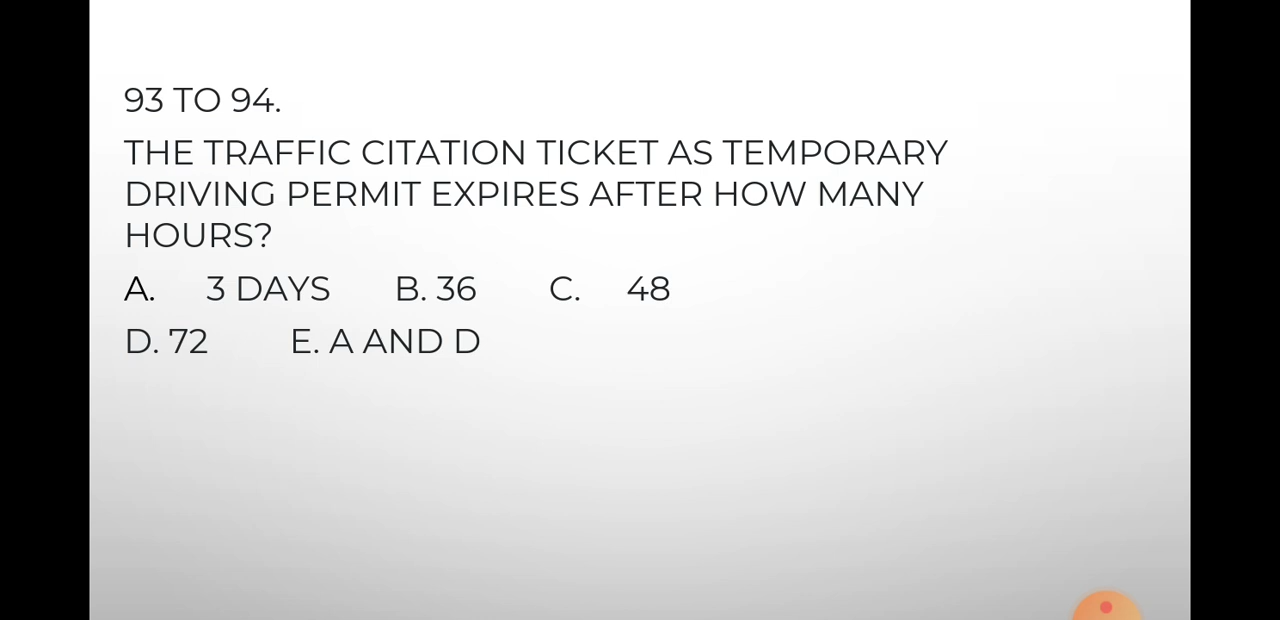 93 TO 94.
THE TRAFFIC CITATION TICKET AS TEMPORARY
DRIVING PERMIT EXPIRES AFTER HOW MANY
HOURS?
A. 3 DAYS B. 36 C. 48
D. 72 E. A AND D